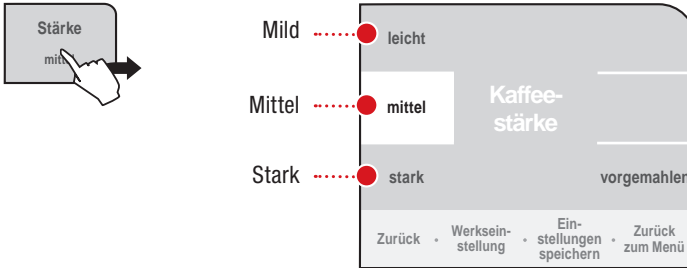 Stärke
mittel
Mild
leicht
Mittel
mittel
Kaffee-
stärke
Stark
stark
vorgemahlen
Zurück • Werksein-
stellung • Ein-
stellungen
speichern • Zurück
zum Menü